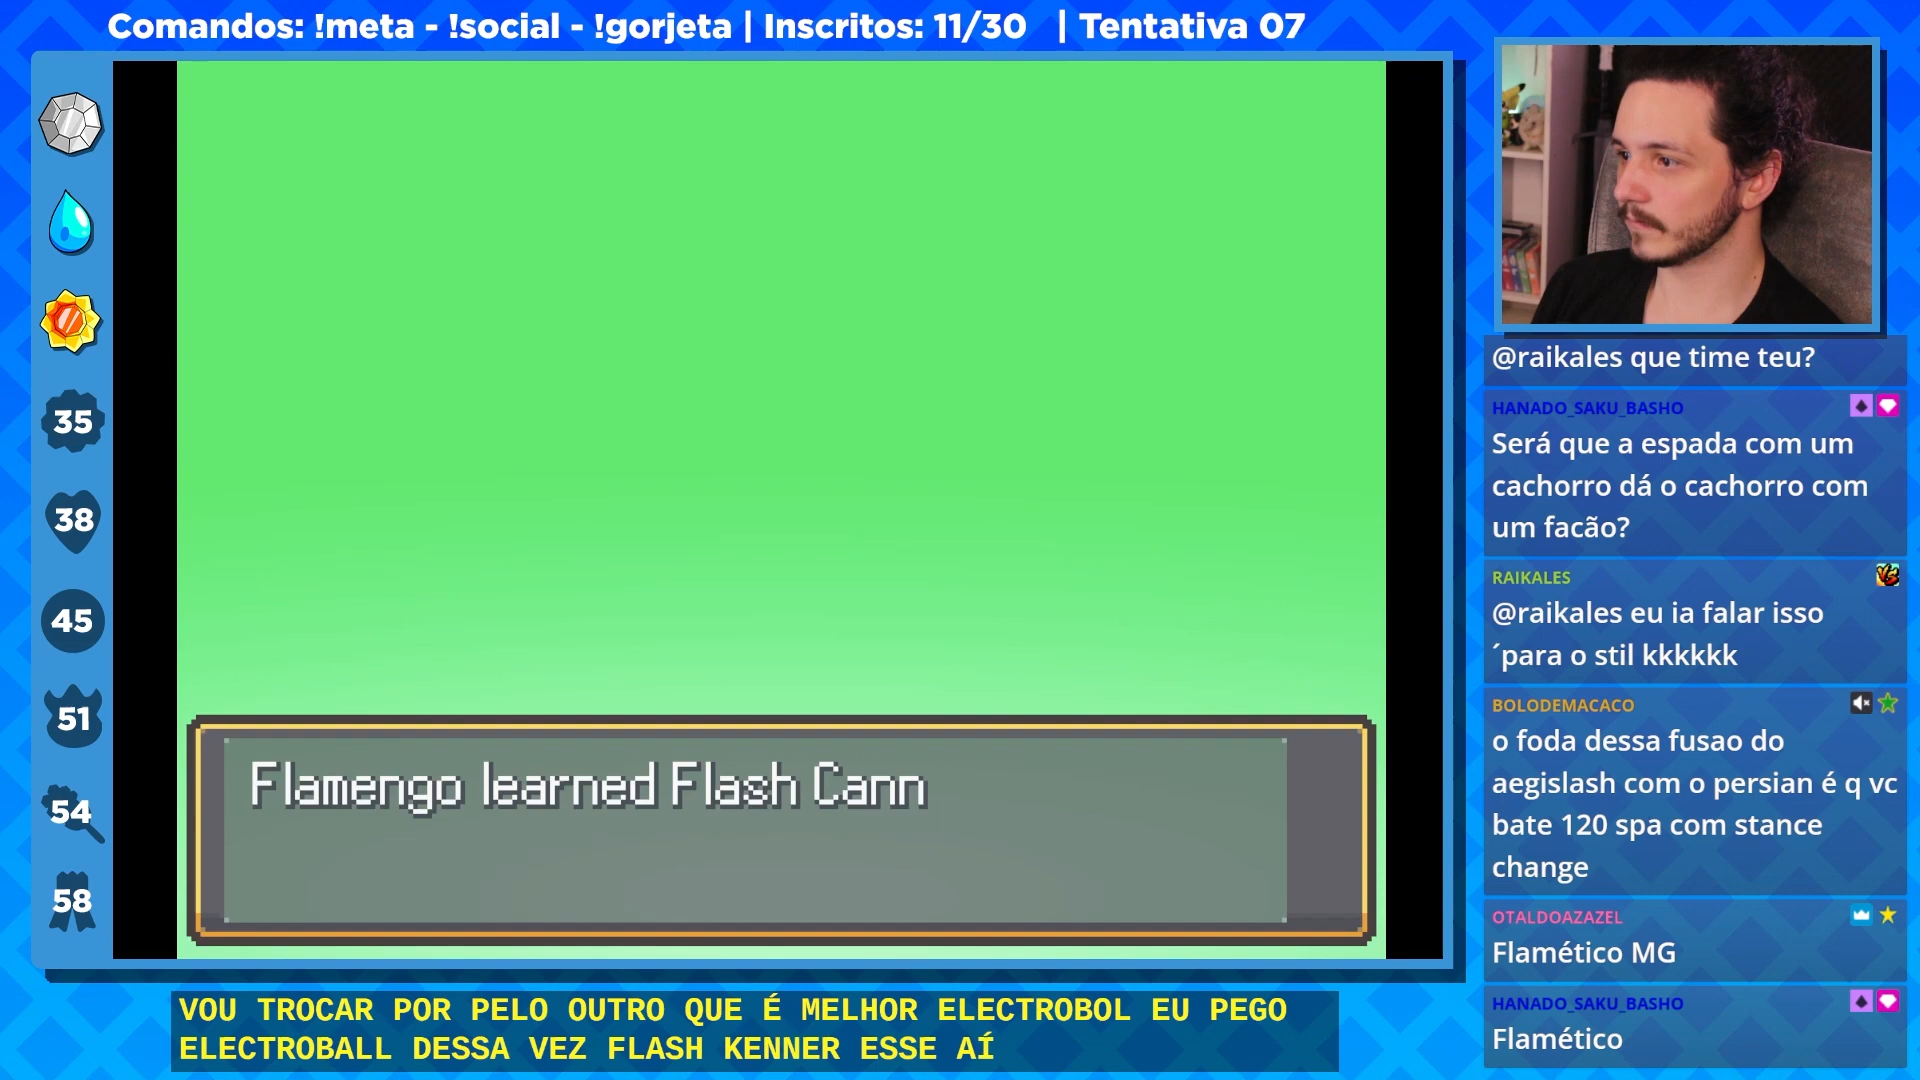 Comandos: !meta - !social - !gorjeta | Inscritos: 11/30 | Tentativa 07
35
38
45
51
54
58
Flamengo learned Flash Cann
VOU TROCAR POR PELO OUTRO QUE É MELHOR ELECTROBOL EU PEGO
ELECTROBALL DESSA VEZ FLASH KENNER ESSE AÍ
@raikales que time teu?
HANADO_SAKU_BASHO
Será que a espada com um
cachorro dá o cachorro com
um facão?
RAIKALES
@raikales eu ia falar isso
´para o stil kkkkkk
BOLODEMACACO
o foda dessa fusao do
aegislash com o persian é q vc
bate 120 spa com stance
change
OTALDOAZAZEL
Flamético MG
HANADO_SAKU_BASHO
Flamético